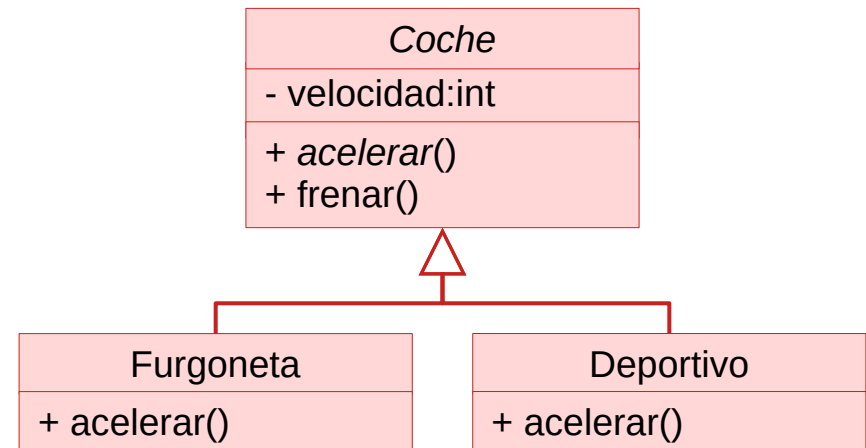 Coche
- velocidad:int
+ acelerar()
+ frenar()
Furgoneta
+ acelerar()
Deportivo
+ acelerar()